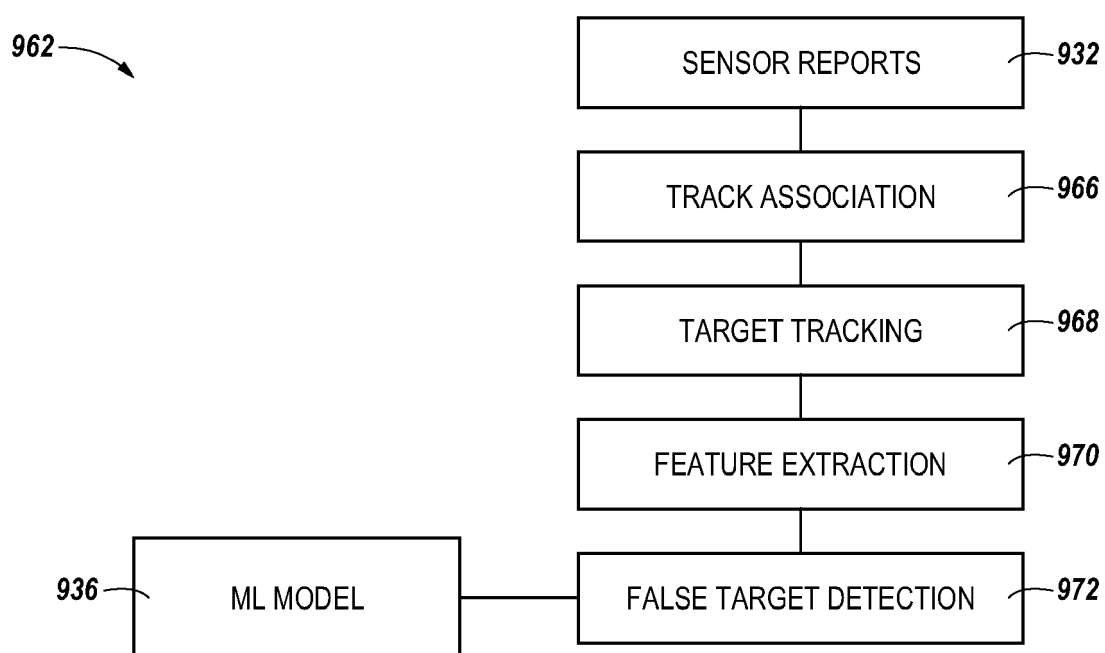 962
SENSOR REPORTS 932
TRACK ASSOCIATION 966
TARGET TRACKING 968
FEATURE EXTRACTION 970
936 ML MODEL FALSE TARGET DETECTION 972